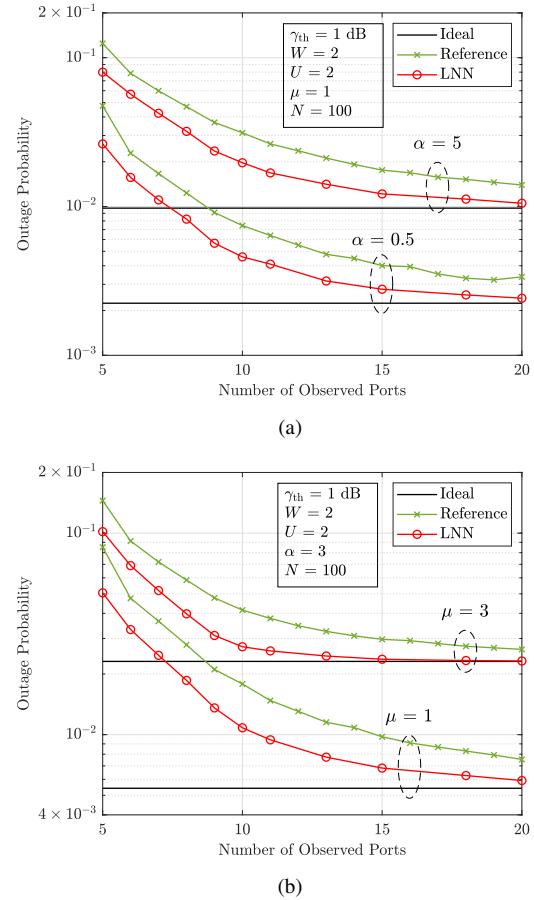 2 × 10⁻¹
10⁻¹
10⁻²
10⁻³
Outage Probability
γth = 1 dB
W = 2
U = 2
μ = 1
N = 100
Ideal
Reference
LNN
α = 5
α = 0.5
5
10
15
20
Number of Observed Ports
(a)
2 × 10⁻¹
10⁻¹
10⁻²
4 × 10⁻³
Outage Probability
γth = 1 dB
W = 2
U = 2
α = 3
N = 100
Ideal
Reference
LNN
μ = 3
μ = 1
5
10
15
20
Number of Observed Ports
(b)